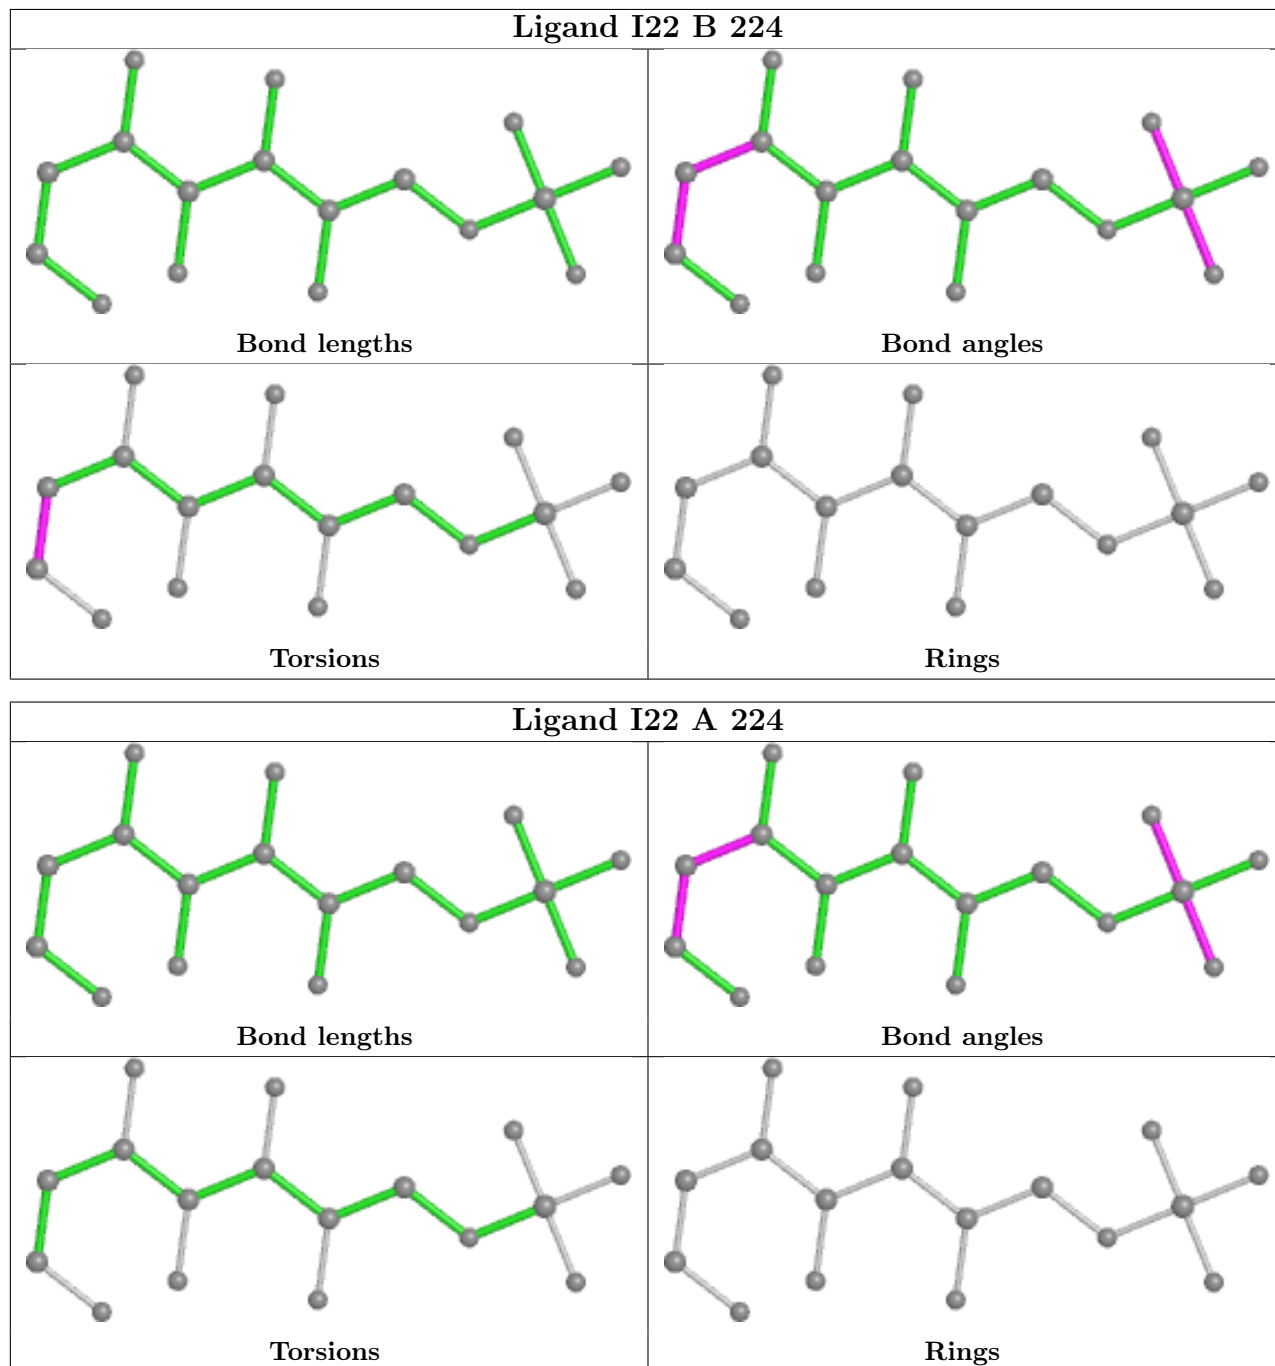 Ligand I22 B 224
Bond lengths
Bond angles
Torsions
Rings
Ligand I22 A 224
Bond lengths
Bond angles
Torsions
Rings